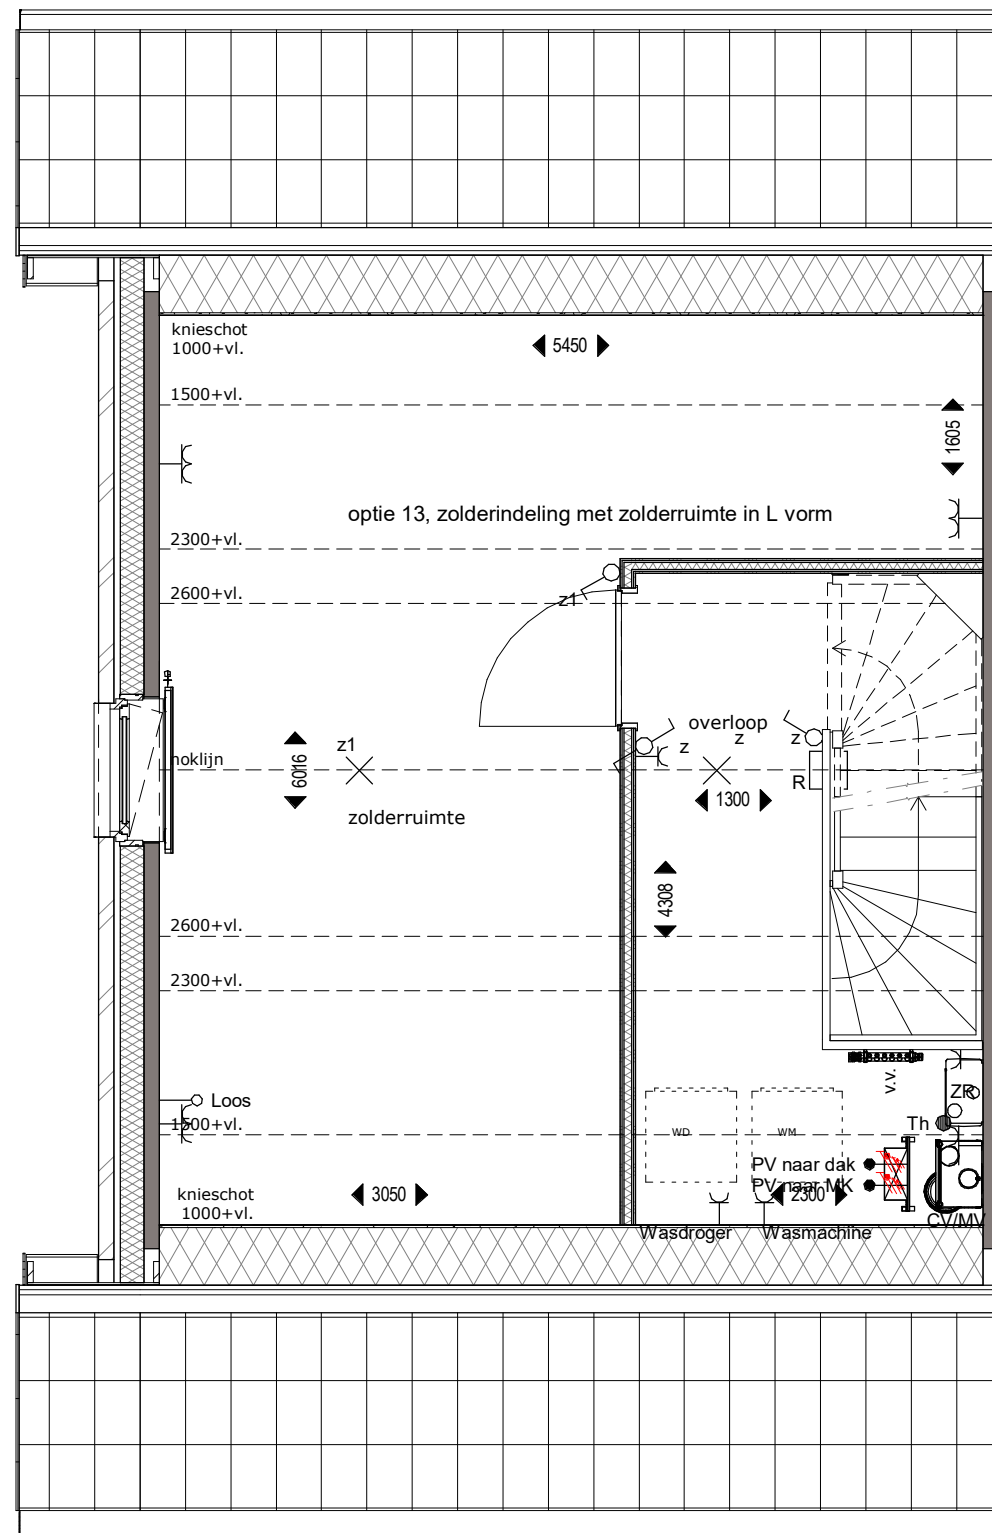 knieschot
1000+vl.
5450
1500+vl.
1605
optie 13, zolderindeling met zolderruimte in L vorm
2300+vl.
2600+vl.
z1
overloop
z
z
z
z1
noklijn
6016
R
1300
zolderruimte
4308
2600+vl.
2300+vl.
v.v.
ZR
Loos
Th
1500+vl.
WD
WM
PV naar dak
PV naar MK
knieschot
1000+vl.
3050
2300
CV/MV
Wasdroger
Wasmachine